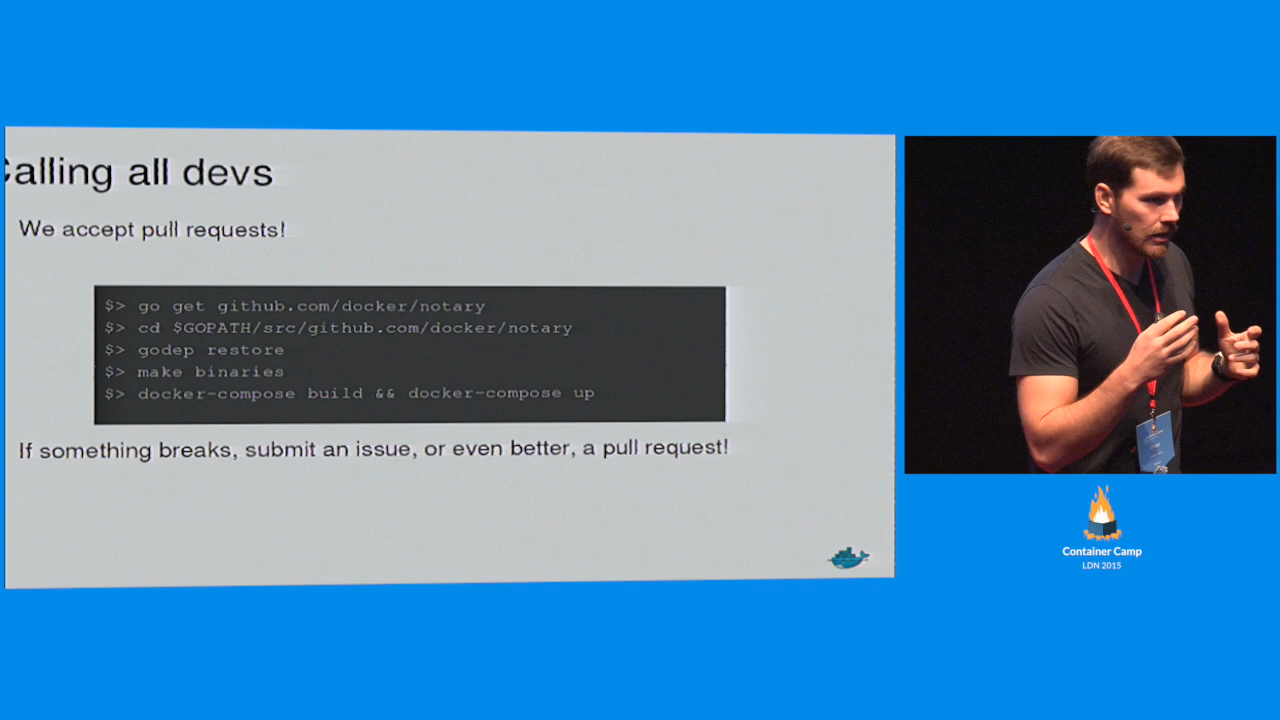 Calling all devs
We accept pull requests!
$> go get github.com/docker/notary
$> cd $GOPATH/src/github.com/docker/notary
$> godep restore
$> make binaries
$> docker-compose build && docker-compose up
If something breaks, submit an issue, or even better, a pull request!
Container Camp
LDN 2015